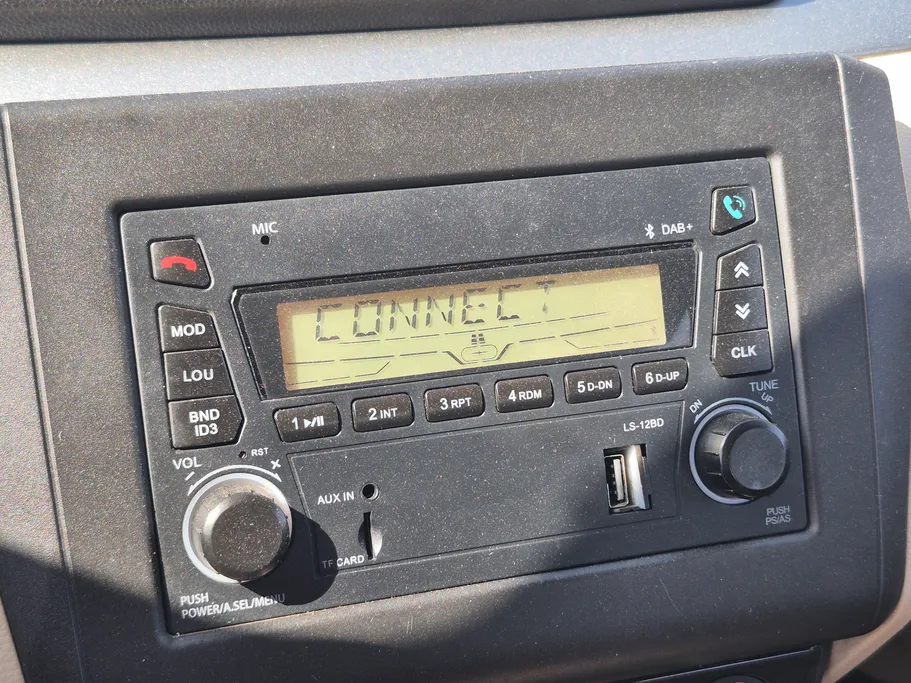 MIC
DAB+
CONNECT
MOD
LOU
BND
ID3
CLK
1
2 INT
3 RPT
4 RDM
5 D-DN
6 D-UP
VOL
RST
LS-12BD
TUNE
DN
UP
AUX IN
TF CARD
PUSH
POWER/A.SEL/MENU
PUSH
PS/AS